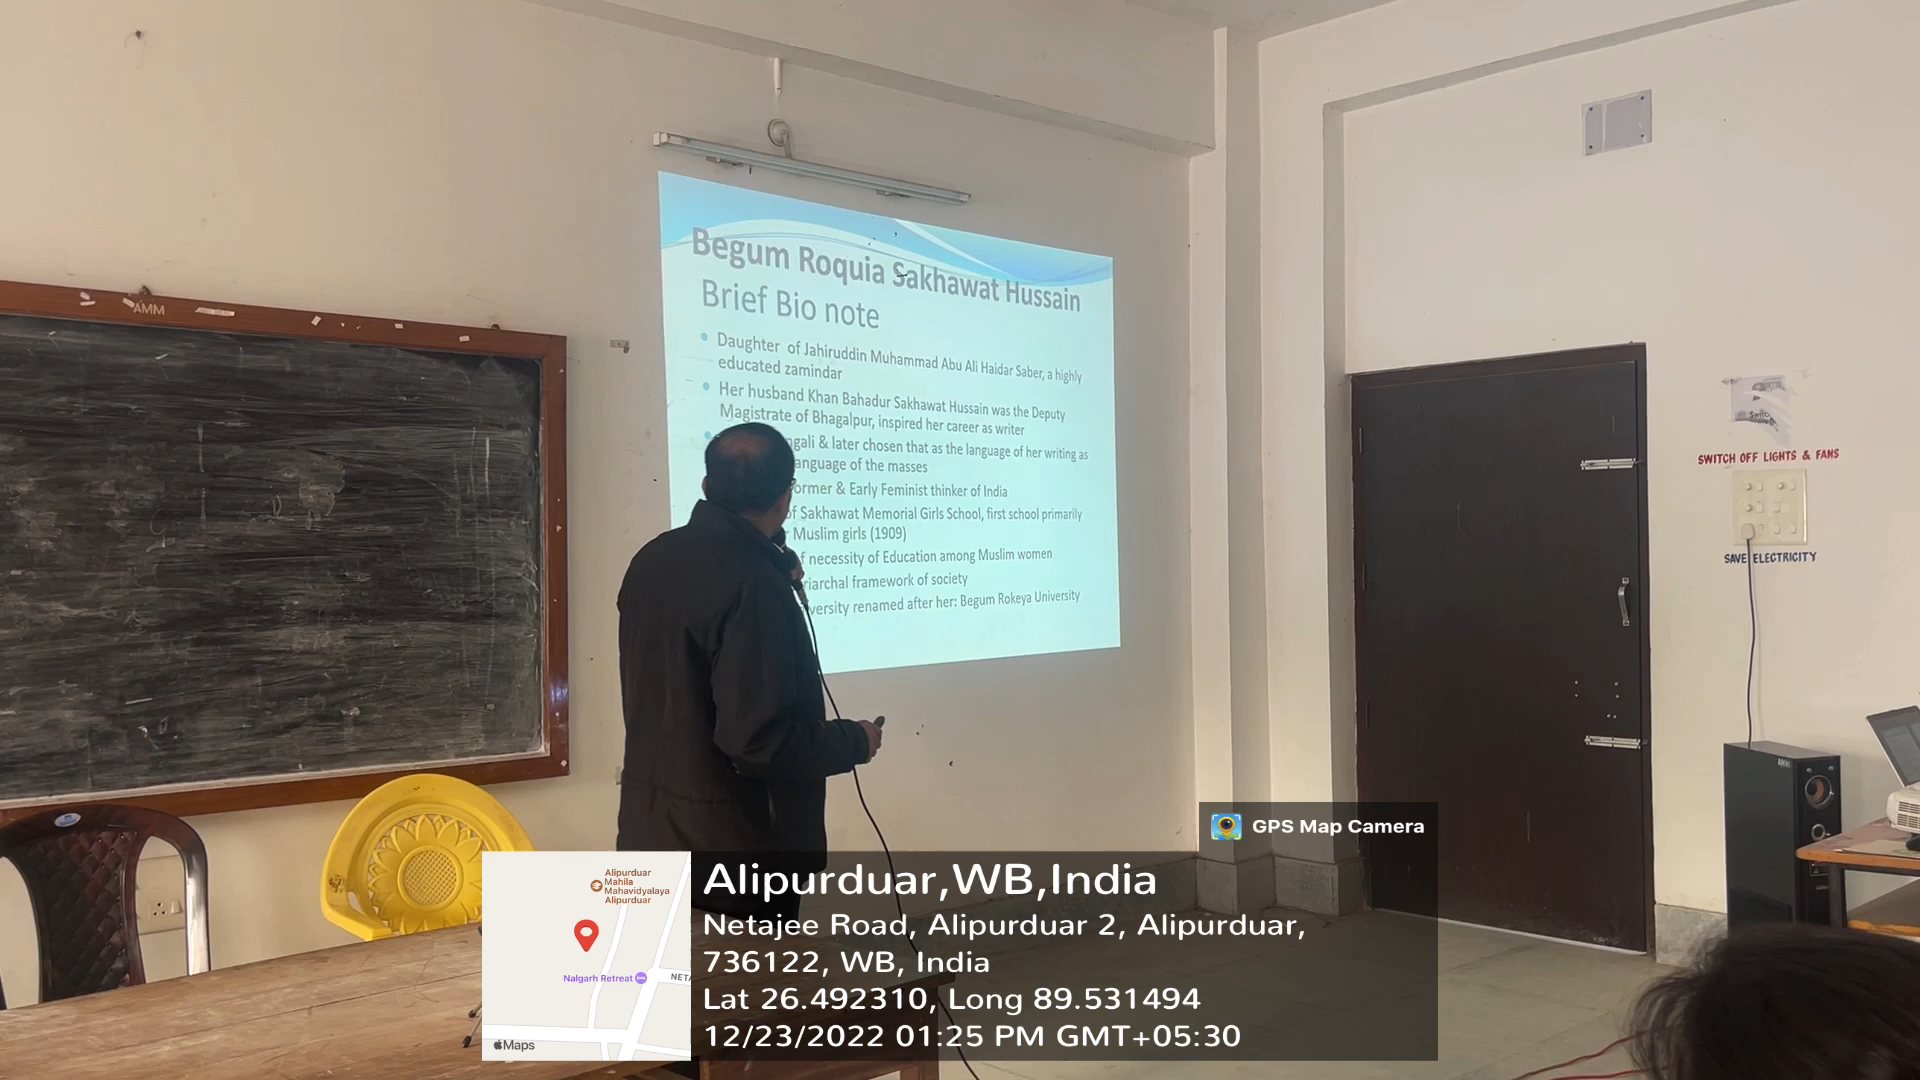 AMM
Begum Roquia Sakhawat Hussain
Brief Bio note
Daughter of Jahiruddin Muhammad Abu Ali Haidar Saber, a highly
educated zamindar
Her husband Khan Bahadur Sakhawat Hussain was the Deputy
Magistrate of Bhagalpur, inspired her career as writer
ngali & later chosen that as the language of her writing as
anguage of the masses
ormer & Early Feminist thinker of India
of Sakhawat Memorial Girls School, first school primarily
Muslim girls (1909)
f necessity of Education among Muslim women
riarchal framework of society
versity renamed after her: Begum Rokeya University
SWITCH OFF LIGHTS & FANS
SAVE ELECTRICITY
GPS Map Camera
Alipurduar
Mahila
Mahavidyalaya
Alipurduar
Nalgarh Retreat
NETA
Maps
Alipurduar,WB,India
Netajee Road, Alipurduar 2, Alipurduar,
736122, WB, India
Lat 26.492310, Long 89.531494
12/23/2022 01:25 PM GMT+05:30